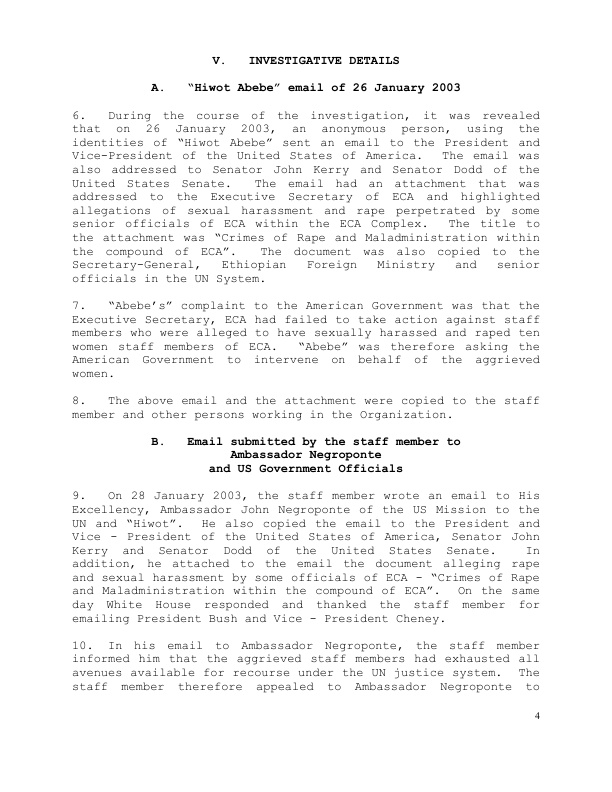 V. INVESTIGATIVE DETAILS
A. “Hiwot Abebe” email of 26 January 2003
6. During the course of the investigation, it was revealed
that on 26 January 2003, an anonymous person, using the
identities of “Hiwot Abebe” sent an email to the President and
Vice-President of the United States of America. The email was
also addressed to Senator John Kerry and Senator Dodd of the
United States Senate. The email had an attachment that was
addressed to the Executive Secretary of ECA and highlighted
allegations of sexual harassment and rape perpetrated by some
senior officials of ECA within the ECA Complex. The title to
the attachment was “Crimes of Rape and Maladministration within
the compound of ECA”. The document was also copied to the
Secretary-General, Ethiopian Foreign Ministry and senior
officials in the UN System.
7. “Abebe’s” complaint to the American Government was that the
Executive Secretary, ECA had failed to take action against staff
members who were alleged to have sexually harassed and raped ten
women staff members of ECA. “Abebe” was therefore asking the
American Government to intervene on behalf of the aggrieved
women.
8. The above email and the attachment were copied to the staff
member and other persons working in the Organization.
B. Email submitted by the staff member to
Ambassador Negroponte
and US Government Officials
9. On 28 January 2003, the staff member wrote an email to His
Excellency, Ambassador John Negroponte of the US Mission to the
UN and “Hiwot”. He also copied the email to the President and
Vice - President of the United States of America, Senator John
Kerry and Senator Dodd of the United States Senate. In
addition, he attached to the email the document alleging rape
and sexual harassment by some officials of ECA - “Crimes of Rape
and Maladministration within the compound of ECA”. On the same
day White House responded and thanked the staff member for
emailing President Bush and Vice - President Cheney.
10. In his email to Ambassador Negroponte, the staff member
informed him that the aggrieved staff members had exhausted all
avenues available for recourse under the UN justice system. The
staff member therefore appealed to Ambassador Negroponte to
4